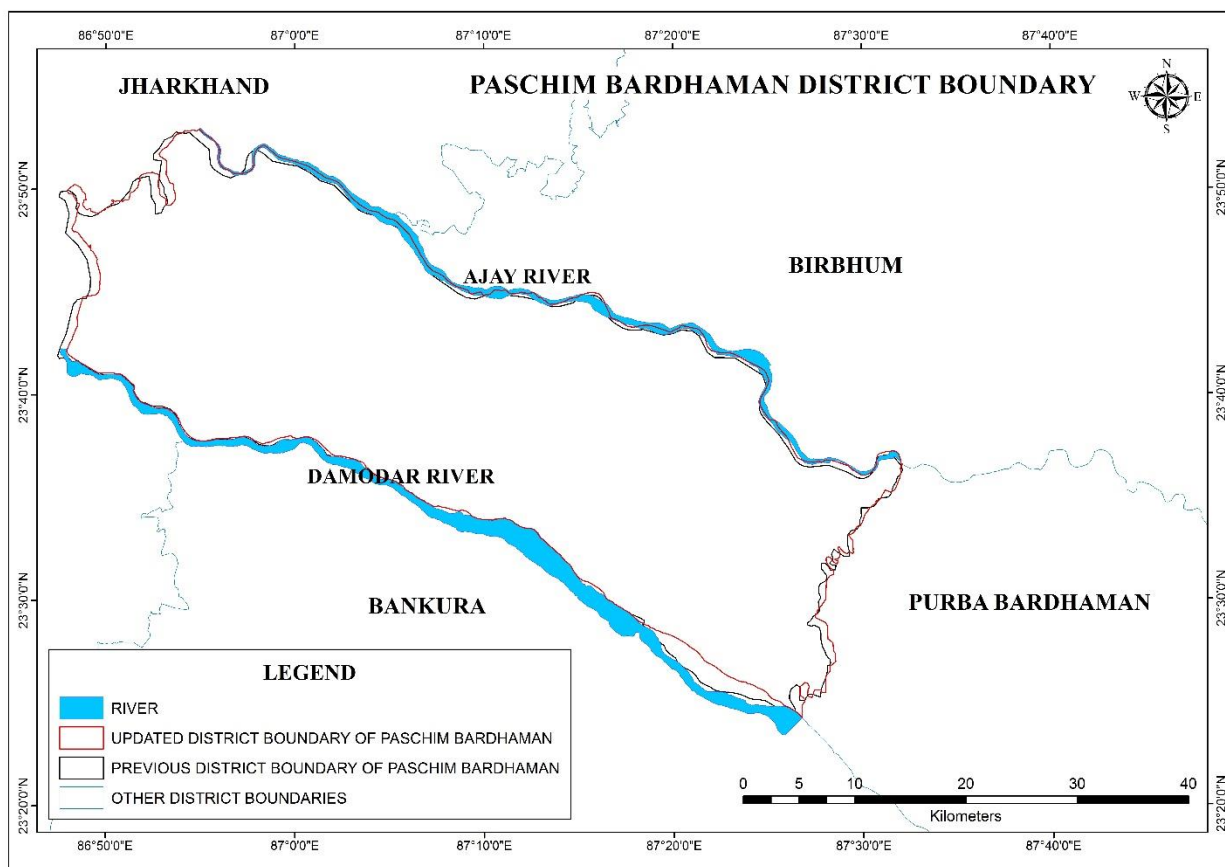 86°50'0"E 87°0'0"E 87°10'0"E 87°20'0"E 87°30'0"E 87°40'0"E
JHARKHAND
PASCHIM BARDHAMAN DISTRICT BOUNDARY
N
W E
S
23°50'0"N 23°50'0"N
BIRBHUM
AJAY RIVER
23°40'0"N 23°40'0"N
DAMODAR RIVER
23°30'0"N 23°30'0"N
BANKURA
PURBA BARDHAMAN
LEGEND
RIVER
UPDATED DISTRICT BOUNDARY OF PASCHIM BARDHAMAN
PREVIOUS DISTRICT BOUNDARY OF PASCHIM BARDHAMAN
OTHER DISTRICT BOUNDARIES
0 5 10 20 30 40
Kilometers
23°20'0"N 23°20'0"N
86°50'0"E 87°0'0"E 87°10'0"E 87°20'0"E 87°30'0"E 87°40'0"E